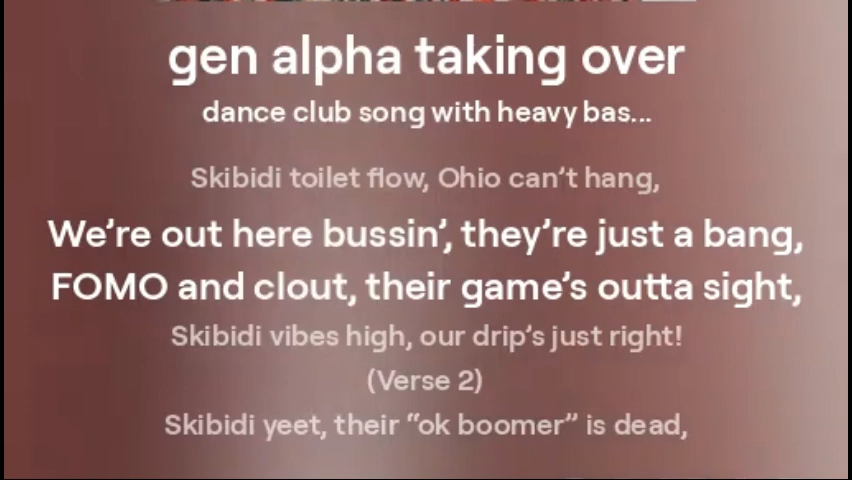 gen alpha taking over
dance club song with heavy bas...
Skibidi toilet flow, Ohio can’t hang,
We’re out here bussin’, they’re just a bang,
FOMO and clout, their game’s outta sight,
Skibidi vibes high, our drip’s just right!
(Verse 2)
Skibidi yeet, their “ok boomer” is dead,